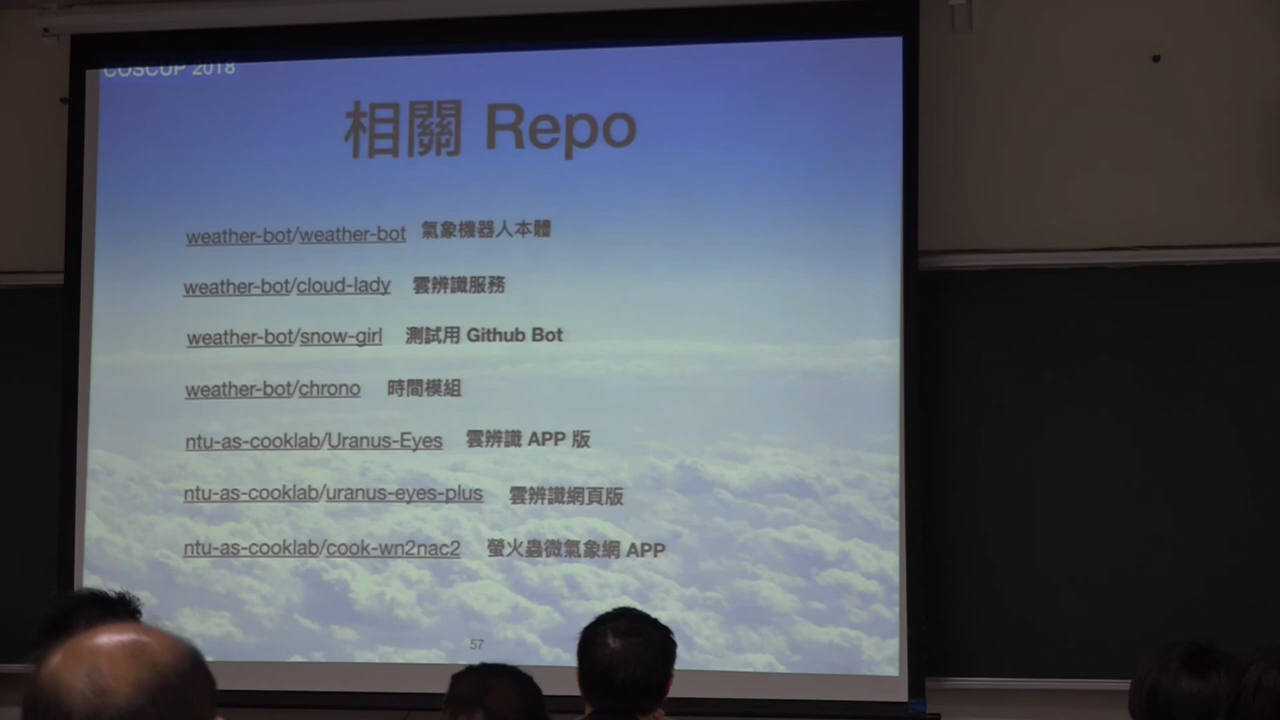 COSCUP 2018
相關 Repo
weather-bot/weather-bot 氣象機器人本體
weather-bot/cloud-lady 雲辨識服務
weather-bot/snow-girl 測試用 Github Bot
weather-bot/chrono 時間模組
ntu-as-cooklab/Uranus-Eyes 雲辨識 APP 版
ntu-as-cooklab/uranus-eyes-plus 雲辨識網頁版
ntu-as-cooklab/cook-wn2nac2 螢火蟲微氣象網 APP
57